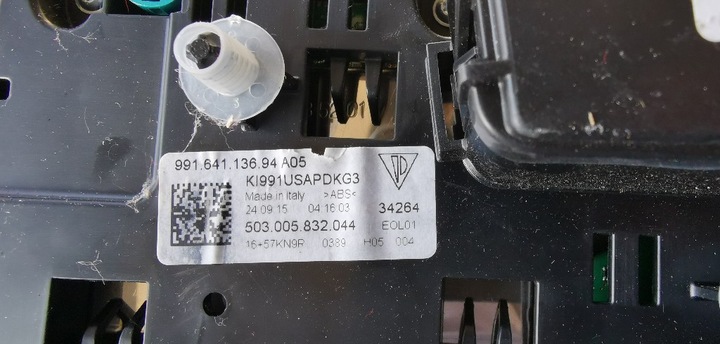 991.641.136.94 A05
KI991USAPDKG3
Made in Italy >ABS<
24.09.15 04:16:03 34264
503.005.832.044 EOL01
16+57KN9R 0389 H05 004